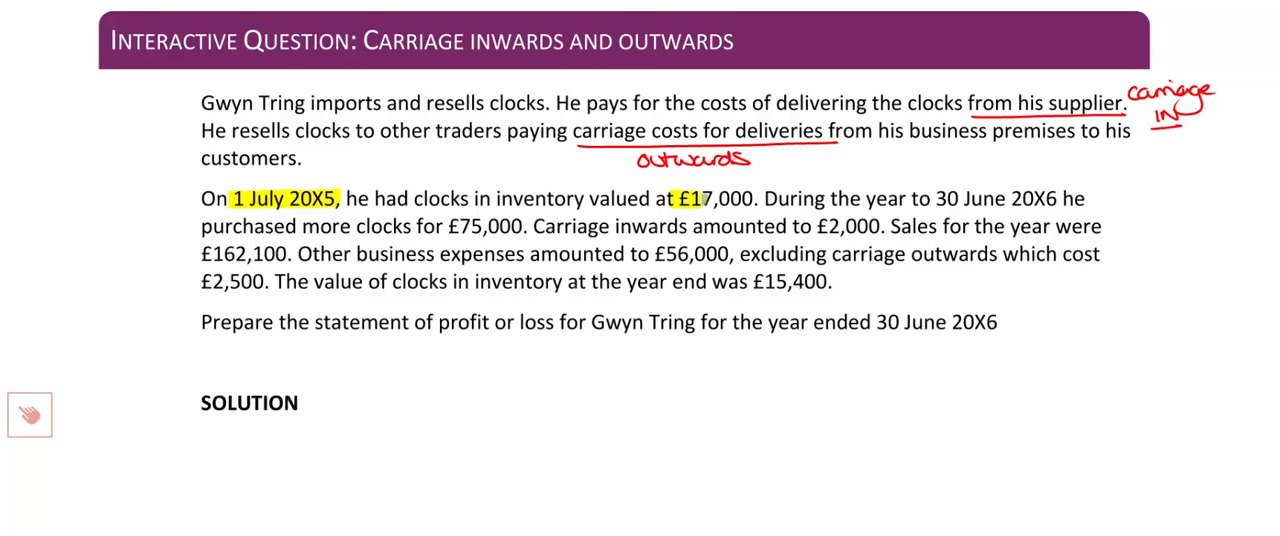 INTERACTIVE QUESTION: CARRIAGE INWARDS AND OUTWARDS
Gwyn Tring imports and resells clocks. He pays for the costs of delivering the clocks from his supplier. carriage
He resells clocks to other traders paying carriage costs for deliveries from his business premises to his IN
customers. outwards
On 1 July 20X5, he had clocks in inventory valued at £17,000. During the year to 30 June 20X6 he
purchased more clocks for £75,000. Carriage inwards amounted to £2,000. Sales for the year were
£162,100. Other business expenses amounted to £56,000, excluding carriage outwards which cost
£2,500. The value of clocks in inventory at the year end was £15,400.
Prepare the statement of profit or loss for Gwyn Tring for the year ended 30 June 20X6
SOLUTION